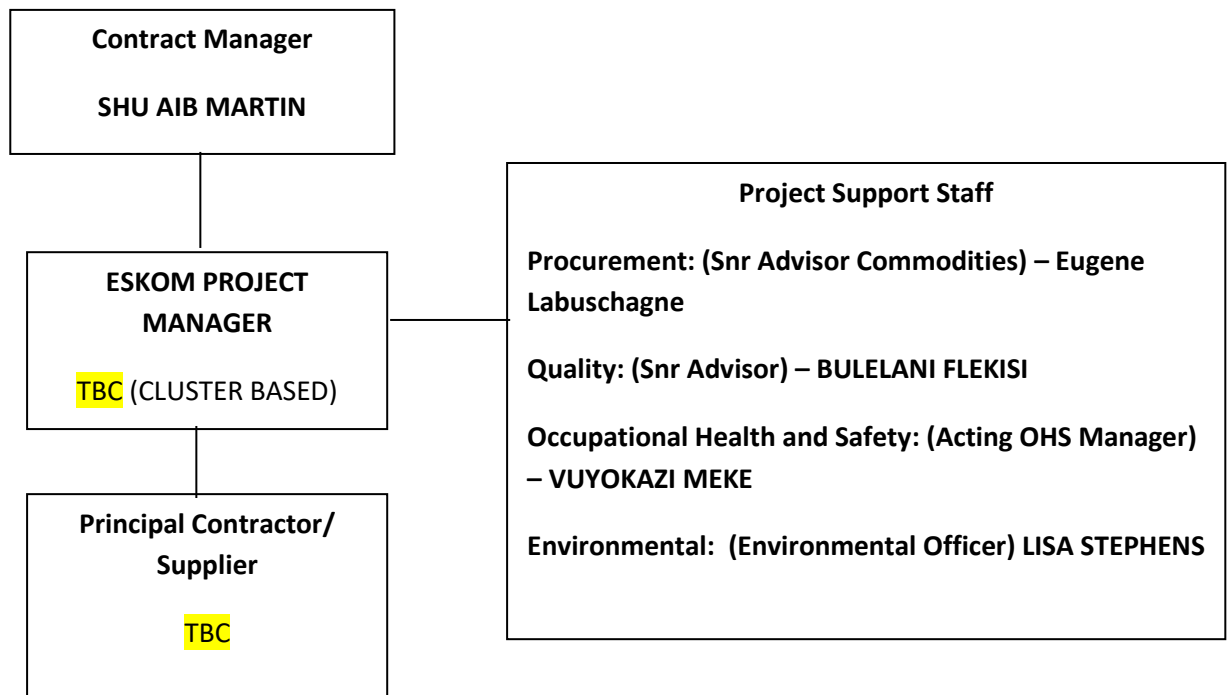 Contract Manager
SHU AIB MARTIN
ESKOM PROJECT
MANAGER
TBC (CLUSTER BASED)
Principal Contractor/
Supplier
TBC
Project Support Staff
Procurement: (Snr Advisor Commodities) – Eugene
Labuschagne
Quality: (Snr Advisor) – BULELANI FLEKISI
Occupational Health and Safety: (Acting OHS Manager)
– VUYOKAZI MEKE
Environmental:  (Environmental Officer) LISA STEPHENS